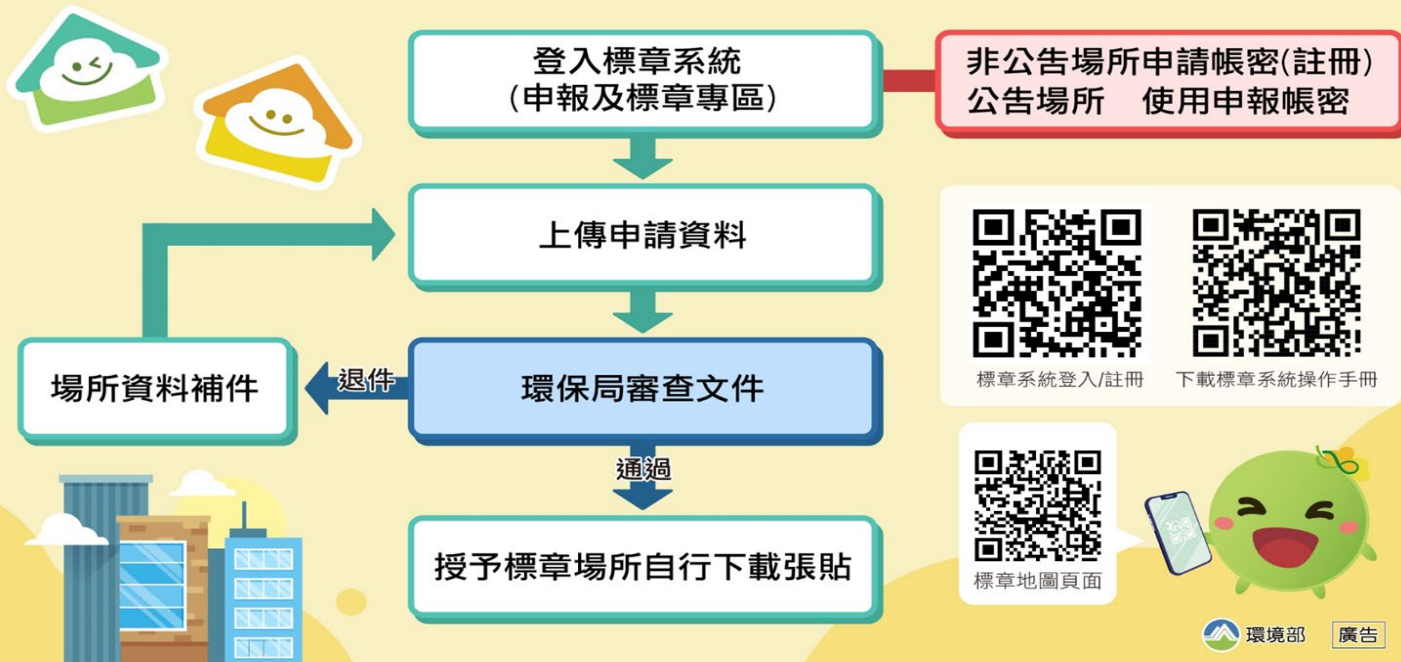 登入標章系統
(申報及標章專區)
非公告場所申請帳密(註冊)
公告場所　使用申報帳密
上傳申請資料
標章系統登入/註冊
下載標章系統操作手冊
場所資料補件
退件
環保局審查文件
通過
授予標章場所自行下載張貼
標章地圖頁面
環境部
廣告